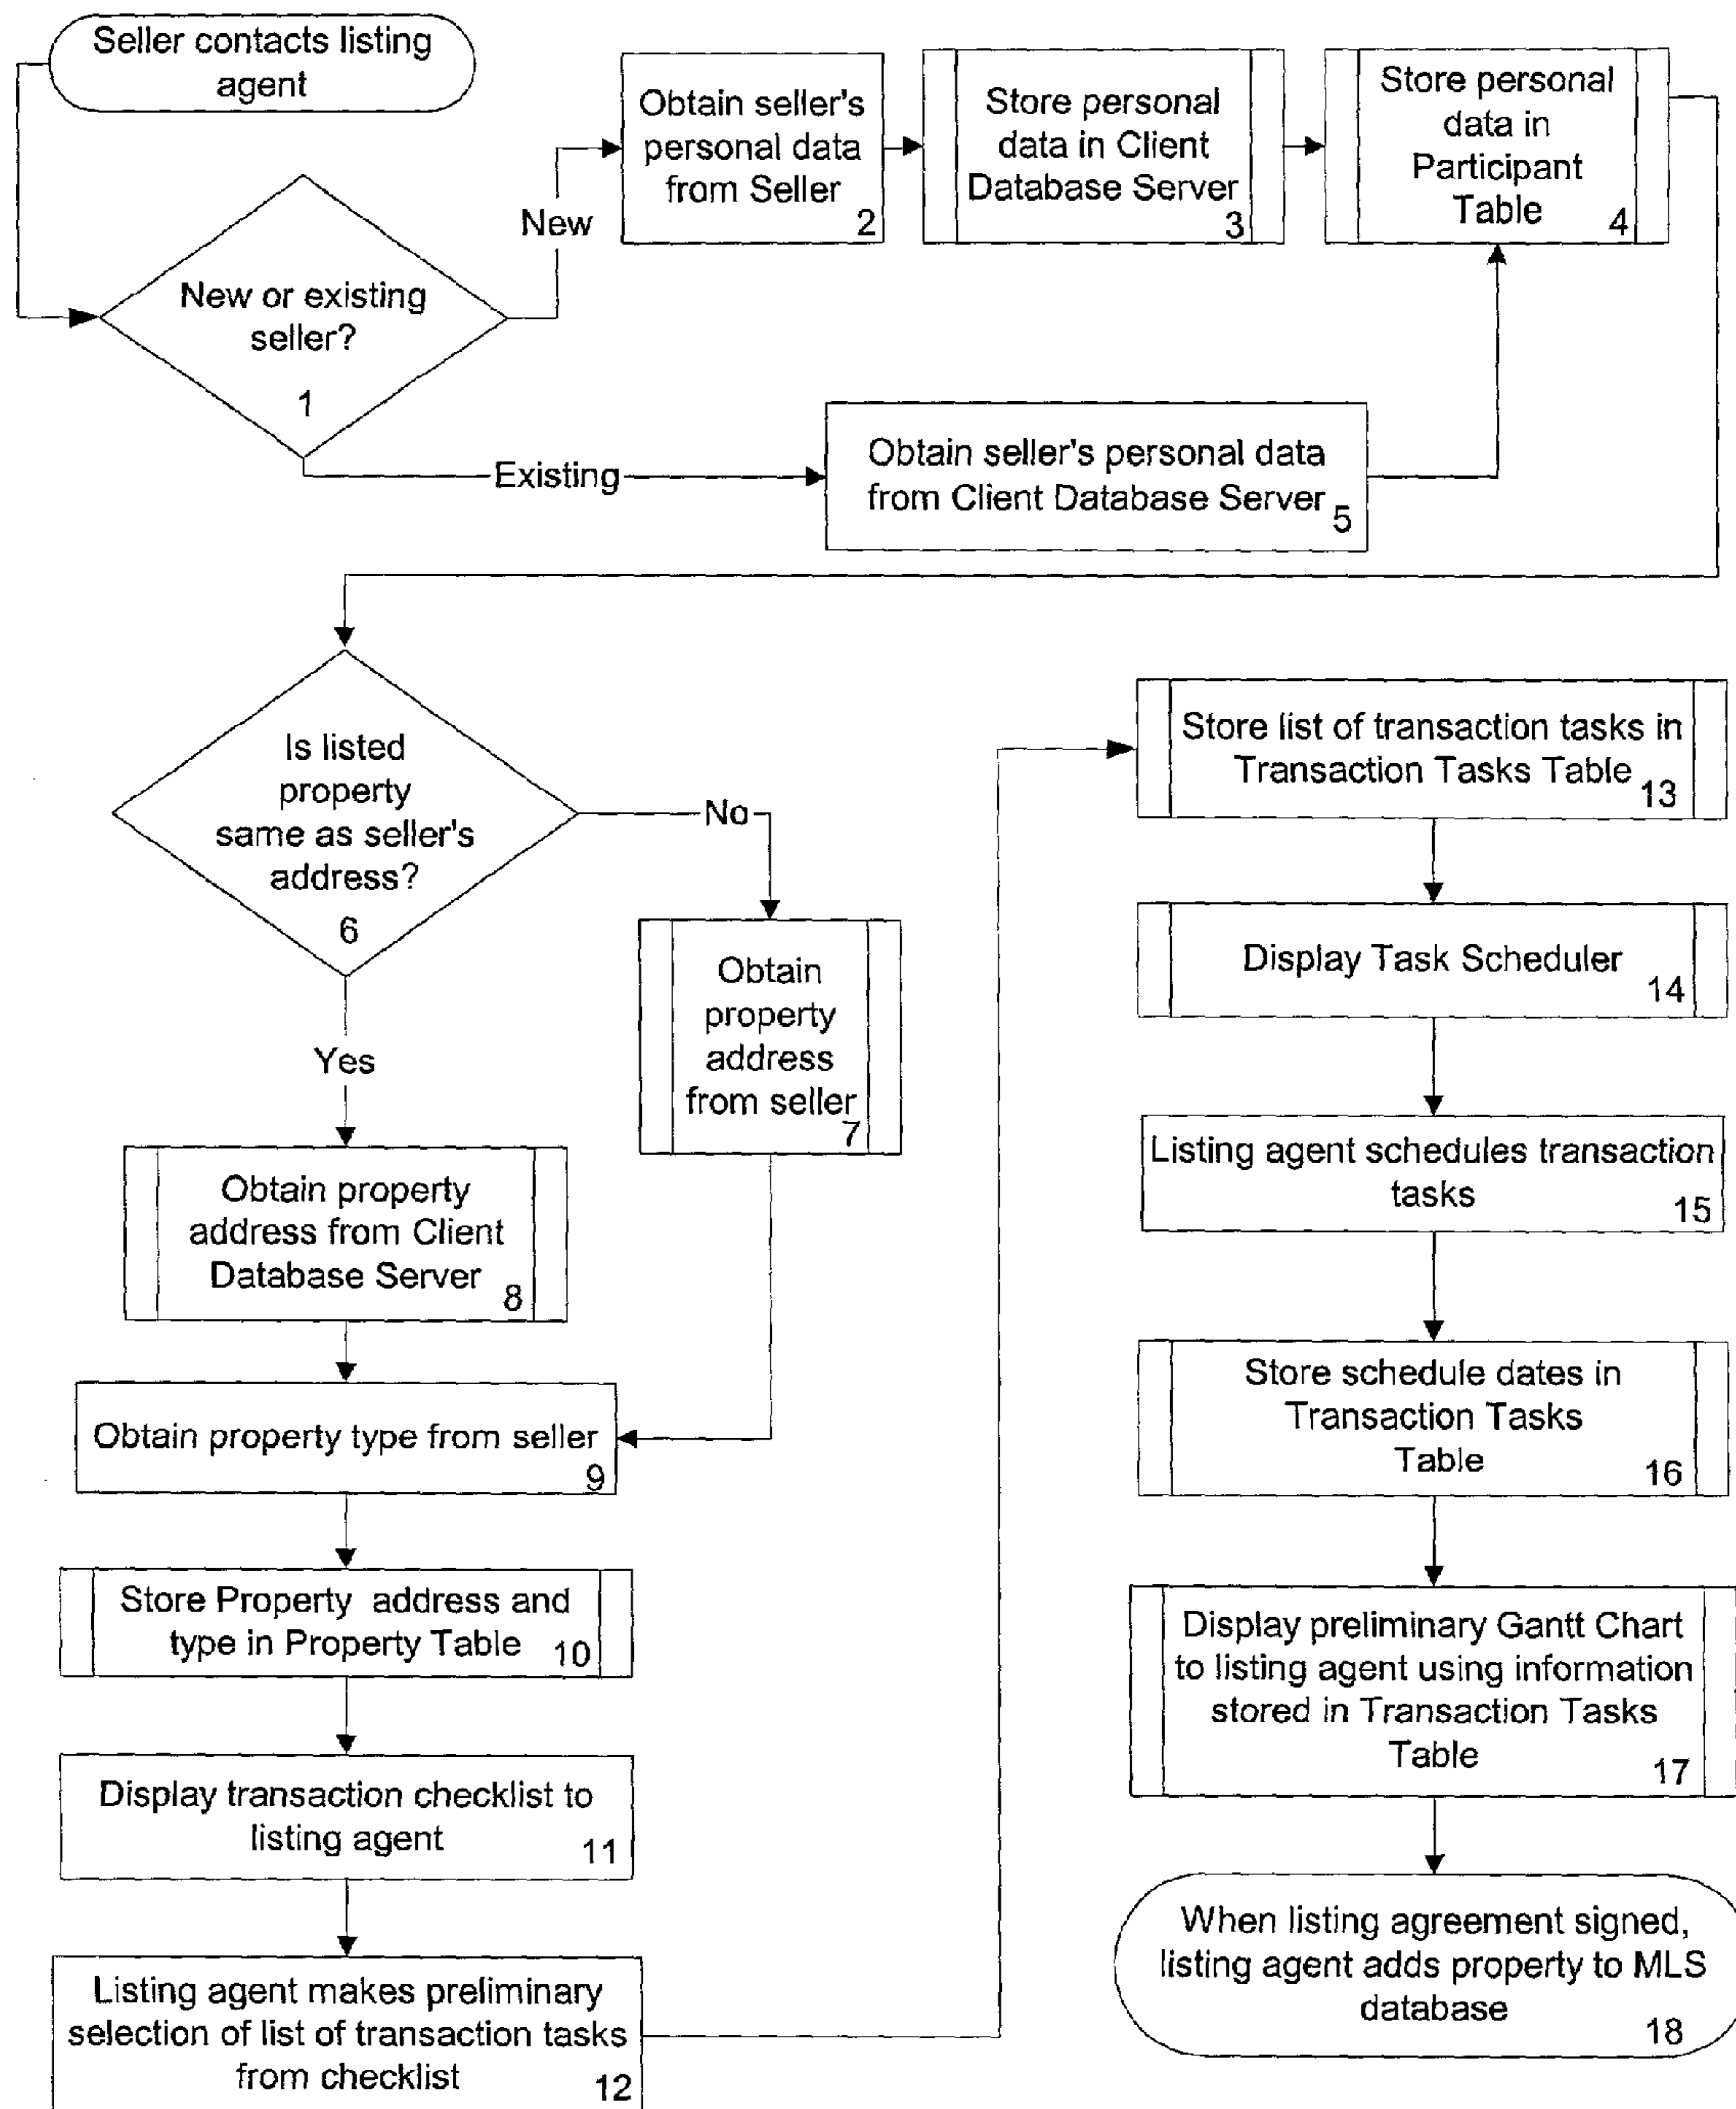 Seller contacts listing
agent
New or existing
seller?
1
New
Existing
Obtain seller's
personal data
from Seller
2
Store personal
data in Client
Database Server
3
Store personal
data in
Participant
Table
4
Obtain seller's personal data
from Client Database Server
5
Is listed
property
same as seller's
address?
6
No
Yes
Obtain
property
address
from seller
7
Obtain property
address from Client
Database Server
8
Obtain property type from seller
9
Store Property address and
type in Property Table
10
Display transaction checklist to
listing agent
11
Listing agent makes preliminary
selection of list of transaction tasks
from checklist
12
Store list of transaction tasks in
Transaction Tasks Table
13
Display Task Scheduler
14
Listing agent schedules transaction
tasks
15
Store schedule dates in
Transaction Tasks
Table
16
Display preliminary Gantt Chart
to listing agent using information
stored in Transaction Tasks
Table
17
When listing agreement signed,
listing agent adds property to MLS
database
18